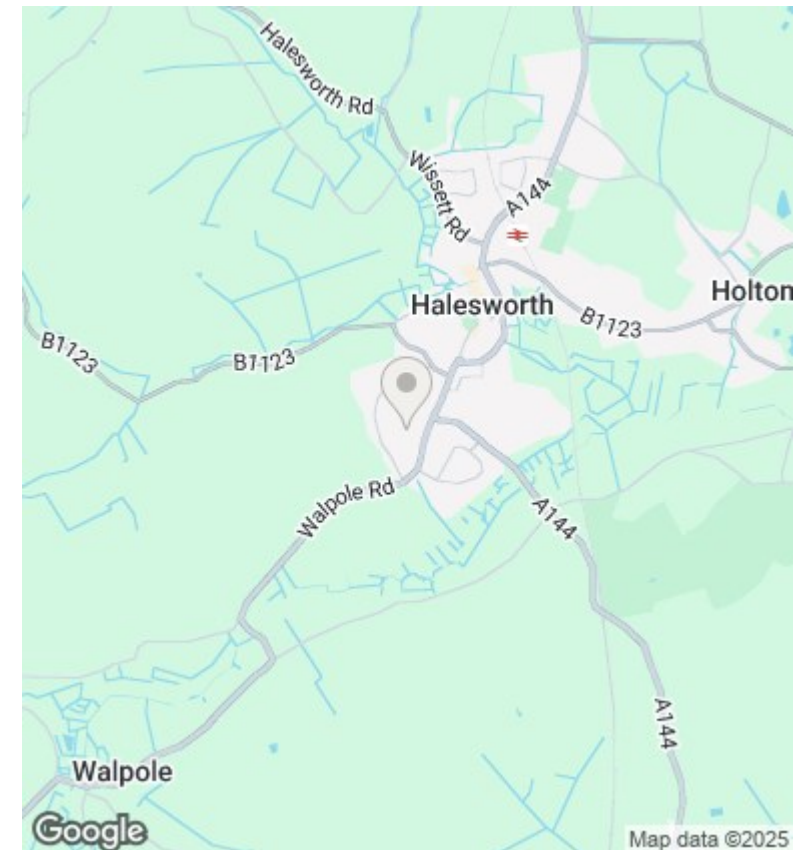 Halesworth Rd
Wissett Rd
A144
Halesworth
Holton
B1123
B1123
B1123
Walpole Rd
A144
A144
Walpole
Google
Map data ©2025